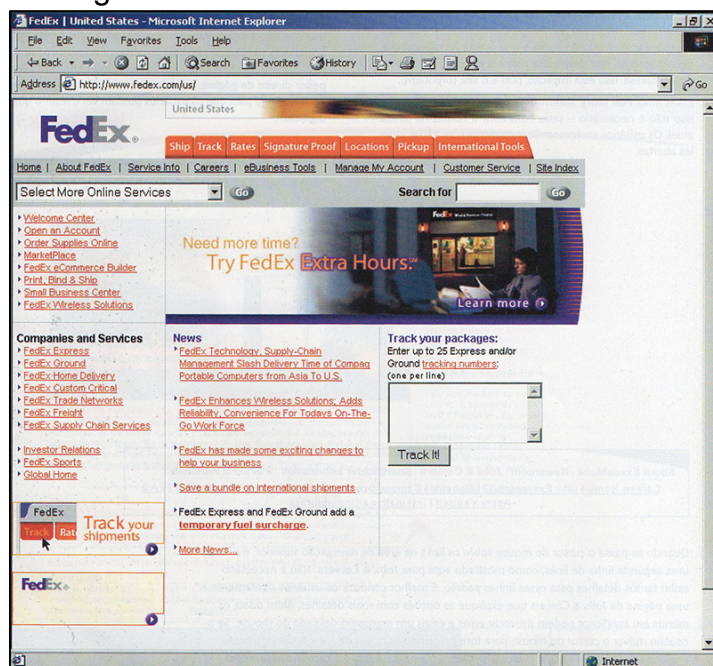 FedEx | United States - Microsoft Internet Explorer
File Edit View Favorites Tools Help
Back Search Favorites History
Address http://www.fedex.com/us/ Go
United States
FedEx®
Ship Track Rates Signature Proof Locations Pickup International Tools
Home | About FedEx | Service Info | Careers | eBusiness Tools | Manage My Account | Customer Service | Site Index
Select More Online Services Go Search for Go
Welcome Center
Open an Account
Order Supplies Online
MarketPlace
FedEx eCommerce Builder
Print, Bind & Ship
Small Business Center
FedEx Wireless Solutions
FedEx World Service Center
Need more time?
Try FedEx Extra Hours.℠
Learn more
Companies and Services
FedEx Express
FedEx Ground
FedEx Home Delivery
FedEx Custom Critical
FedEx Trade Networks
FedEx Freight
FedEx Supply Chain Services
Investor Relations
FedEx Sports
Global Home
FedEx
Track Rat
Track your
shipments
FedEx®
News
FedEx Technology, Supply-Chain
Management Slash Delivery Time of Compaq
Portable Computers from Asia To U.S.
FedEx Enhances Wireless Solutions; Adds
Reliability, Convenience For Todays On-The-
Go Work Force
FedEx has made some exciting changes to
help your business
Save a bundle on international shipments
FedEx Express and FedEx Ground add a
temporary fuel surcharge.
More News...
Track your packages:
Enter up to 25 Express and/or
Ground tracking numbers:
(one per line)
Track It!
Internet